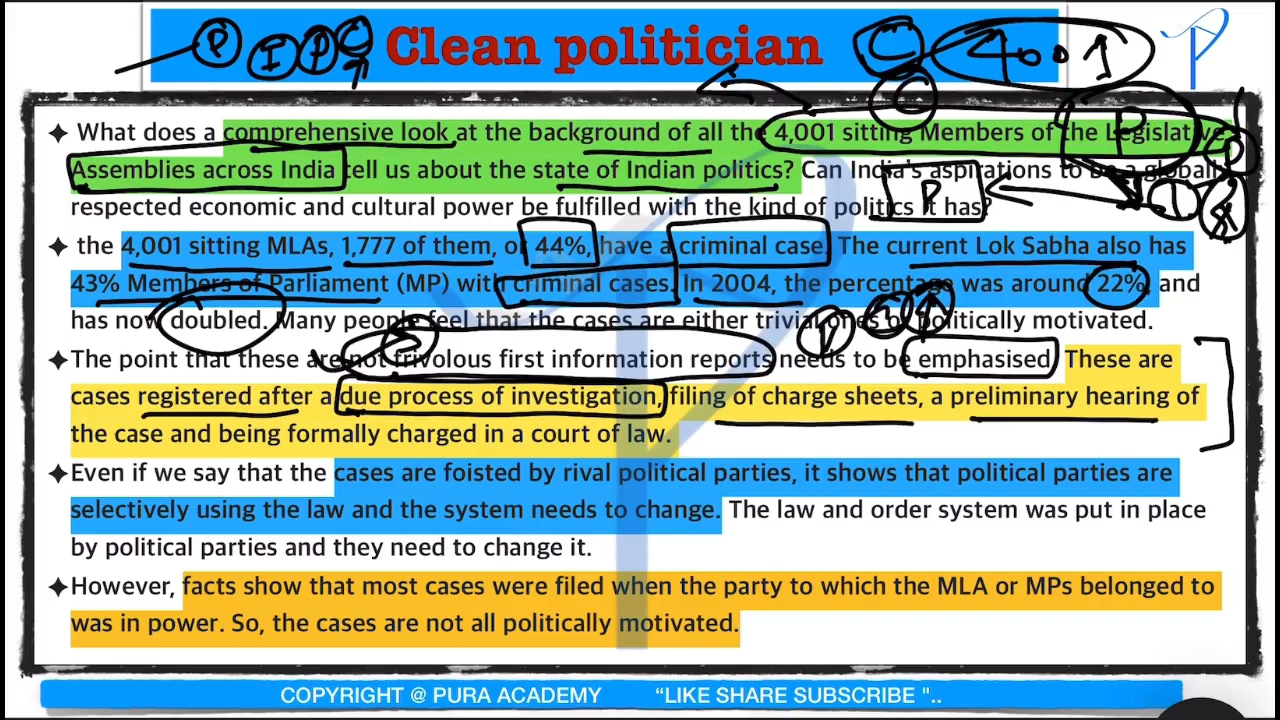 P I P C Clean politician C 4001 P
C
P
✦ What does a comprehensive look at the background of all the 4,001 sitting Members of the Legislative
Assemblies across India tell us about the state of Indian politics? Can India's aspirations to be a globally
P
respected economic and cultural power be fulfilled with the kind of politics it has?
✦ the 4,001 sitting MLAs, 1,777 of them, or 44%, have a criminal case. The current Lok Sabha also has
43% Members of Parliament (MP) with criminal cases. In 2004, the percentage was around 22%, and
has now doubled. Many people feel that the cases are either trivial ones or politically motivated.
✦ The point that these are not frivolous first information reports needs to be emphasised. These are
cases registered after a due process of investigation, filing of charge sheets, a preliminary hearing of
the case and being formally charged in a court of law.
✦ Even if we say that the cases are foisted by rival political parties, it shows that political parties are
selectively using the law and the system needs to change. The law and order system was put in place
by political parties and they need to change it.
✦ However, facts show that most cases were filed when the party to which the MLA or MPs belonged to
was in power. So, the cases are not all politically motivated.
COPYRIGHT @ PURA ACADEMY “LIKE SHARE SUBSCRIBE "..